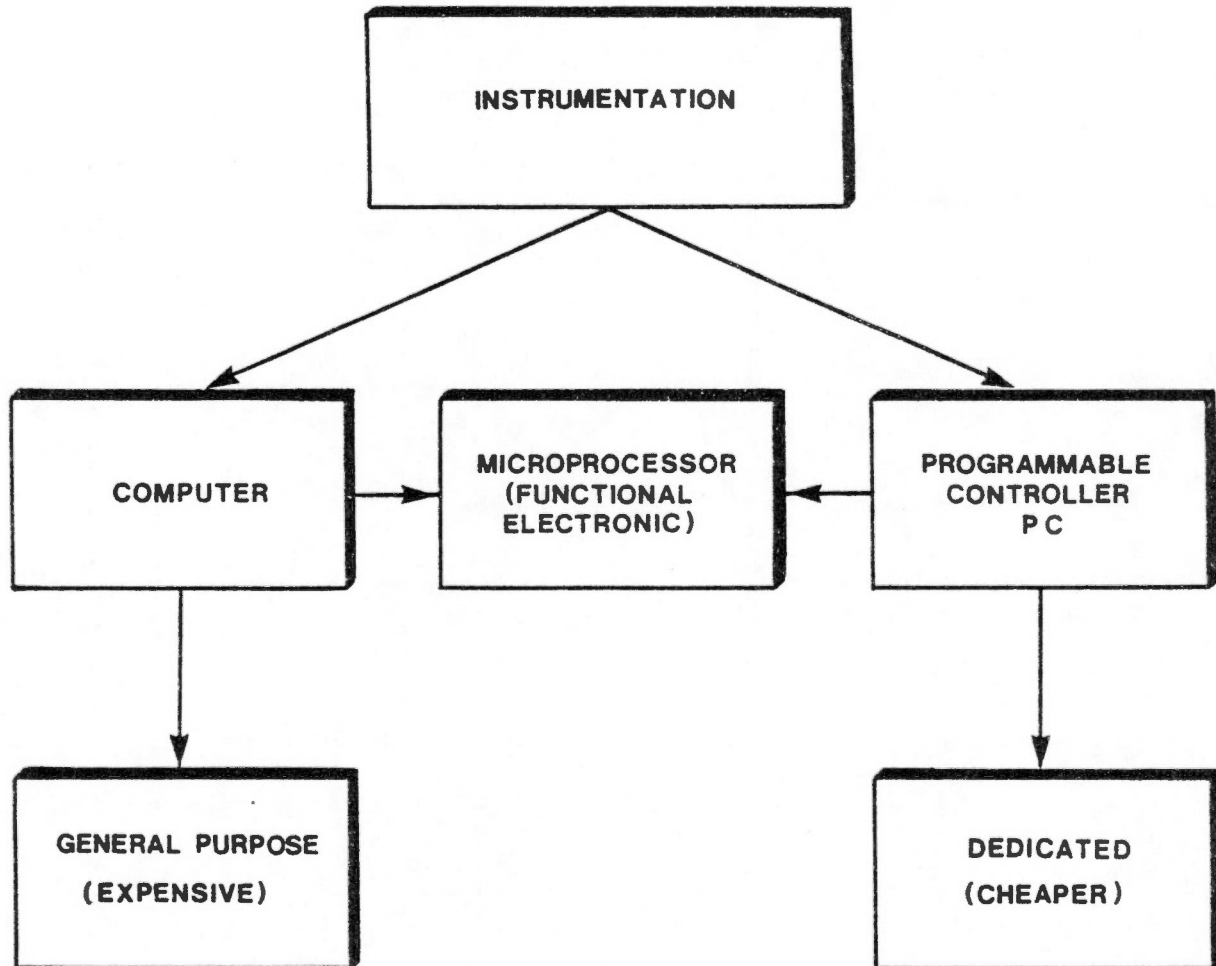 INSTRUMENTATION
COMPUTER
MICROPROCESSOR
(FUNCTIONAL
ELECTRONIC)
PROGRAMMABLE
CONTROLLER
PC
GENERAL PURPOSE
(EXPENSIVE)
DEDICATED
(CHEAPER)